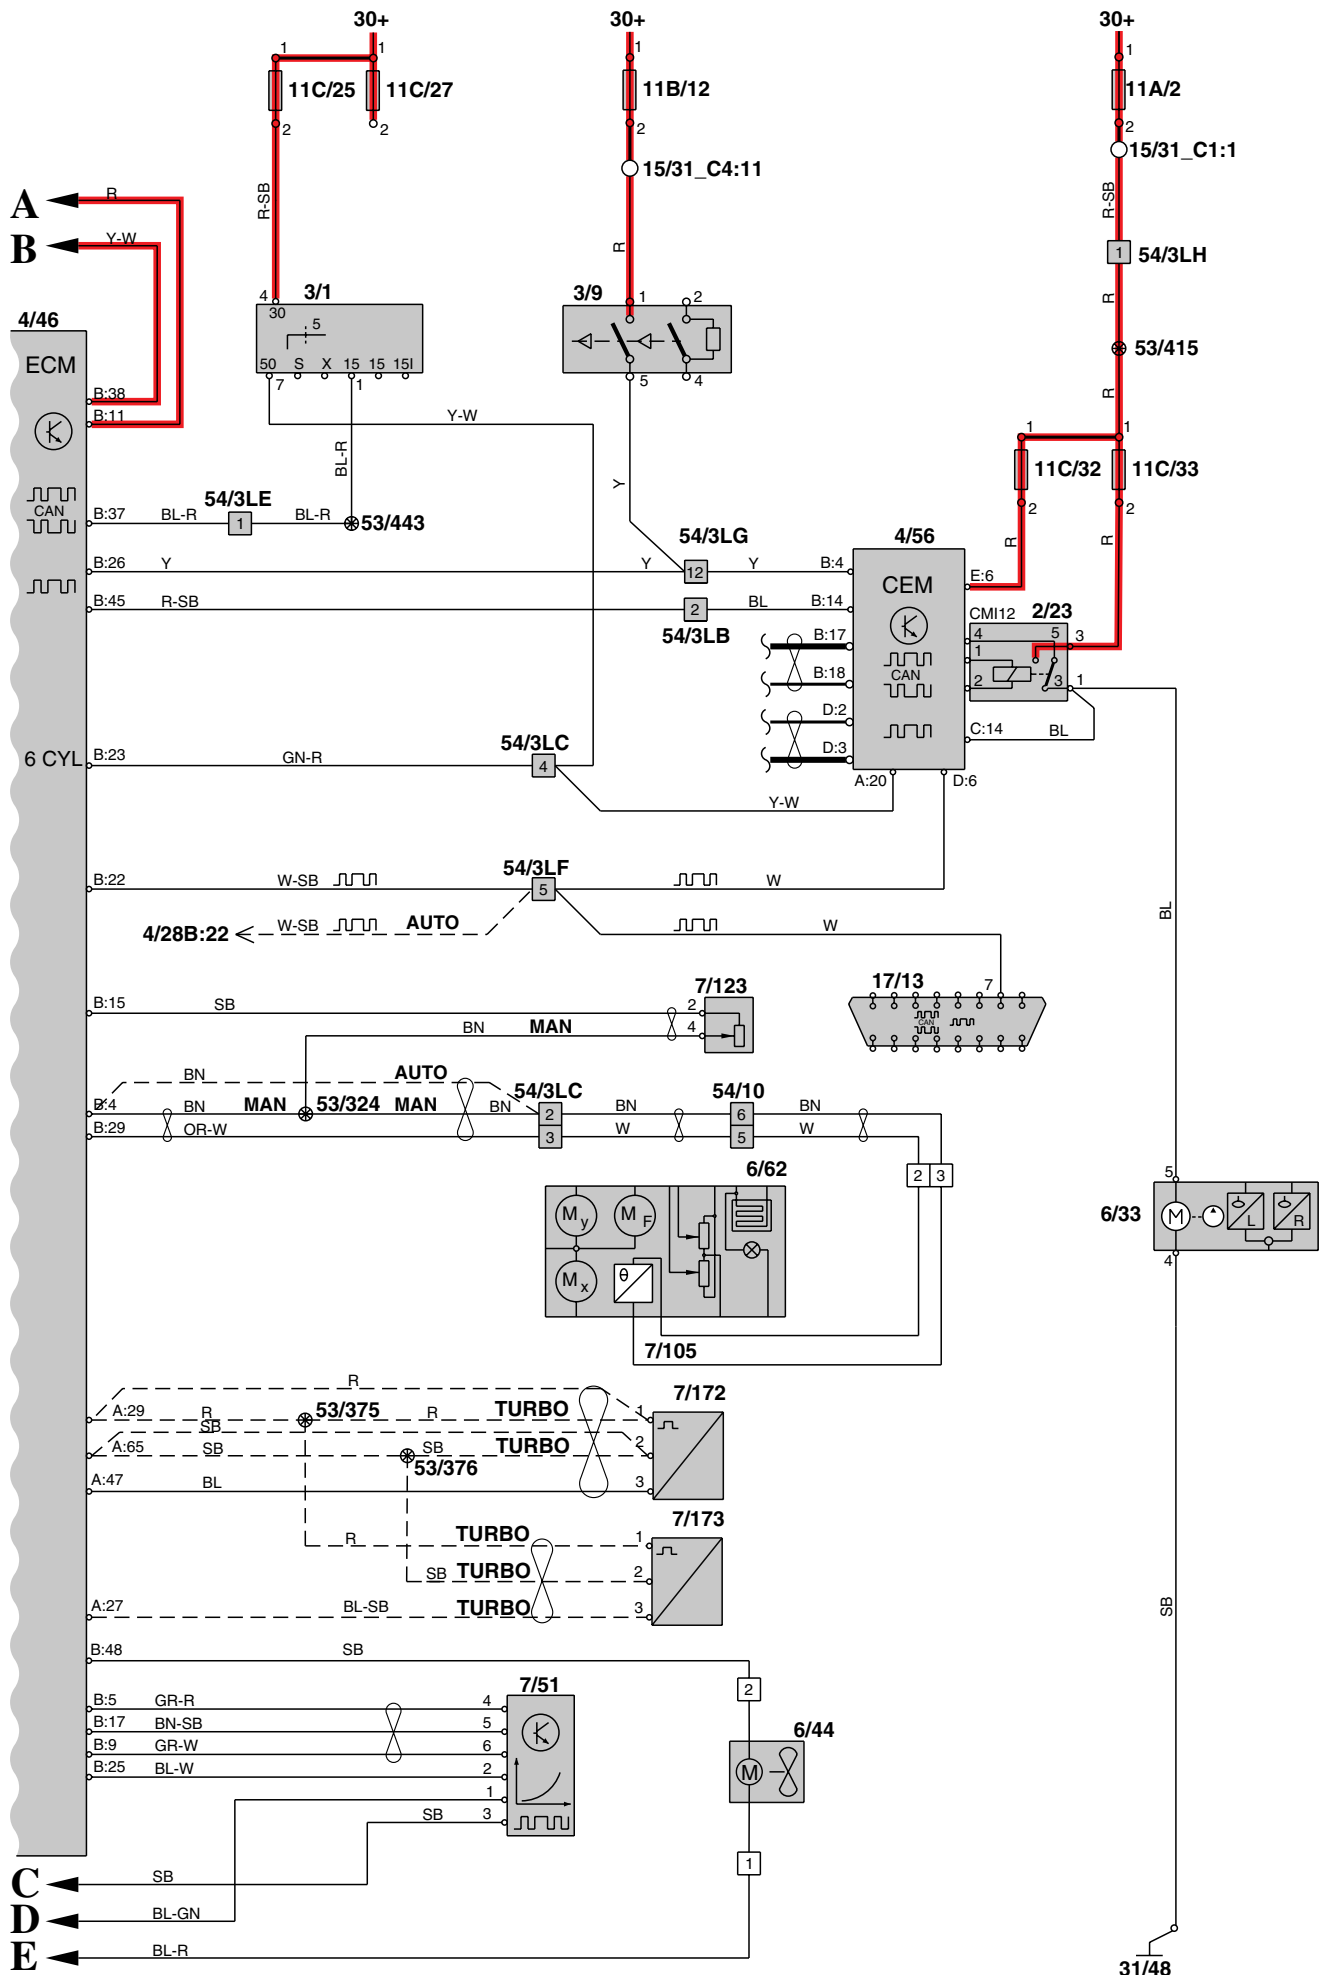 30+ 30+ 30+
1 1 1 1
11C/25 11C/27 11B/12 11A/2
2 2 2 2
15/31_C4:11 15/31_C1:1
R-SB R R-SB
A R
B Y-W
1 54/3LH
R
53/415
R
4 3/1 3/9 1 2
30
5
50 S X 15 15 15I
7 1 5 4
4/46
ECM
B:38
B:11
Y-W
BL-R
Y
1 1
11C/32 11C/33
2 2
R R
CAN
54/3LE
B:37 BL-R 1 BL-R 53/443
54/3LG 4/56
B:26 Y Y 12 Y B:4
CEM E:6
B:45 R-SB 2 BL B:14
54/3LB
CMI12 2/23
B:17 4 5 3
1
CAN
B:18 2 3 1
D:2
C:14 BL
D:3
A:20 D:6
54/3LC
6 CYL B:23 GN-R 4
Y-W
54/3LF
B:22 W-SB 5 W
4/28B:22 W-SB AUTO W
BL
7/123 17/13 7
B:15 SB 2
CAN
BN MAN 4
BN AUTO
54/3LC 54/10
B:4 BN MAN 53/324 MAN BN 2 BN 6 BN
B:29 OR-W 3 W 5 W
6/62 2 3
My MF
Mx θ
7/105
5
6/33 M L R
4
R 7/172
A:29 R 53/375 R TURBO 1
SB
A:65 SB SB TURBO 2
53/376
A:47 BL 3
7/173
R TURBO 1
SB TURBO 2
A:27 BL-SB TURBO 3
SB
B:48 SB
2
7/51
B:5 GR-R 4
B:17 BN-SB 5
6/44
B:9 GR-W 6
B:25 BL-W 2 M
1
SB 3
1
C SB
D BL-GN
E BL-R
31/48